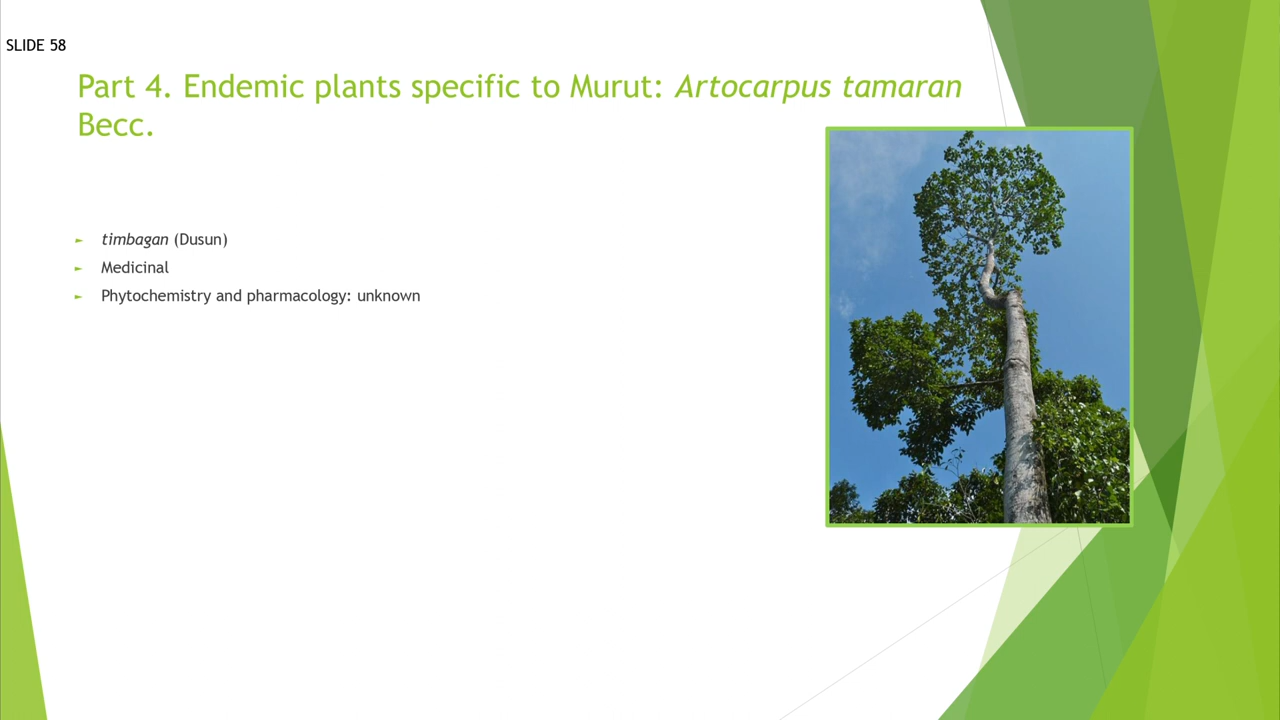 SLIDE 58
Part 4. Endemic plants specific to Murut: Artocarpus tamaran
Becc.
► timbagan (Dusun)
► Medicinal
► Phytochemistry and pharmacology: unknown